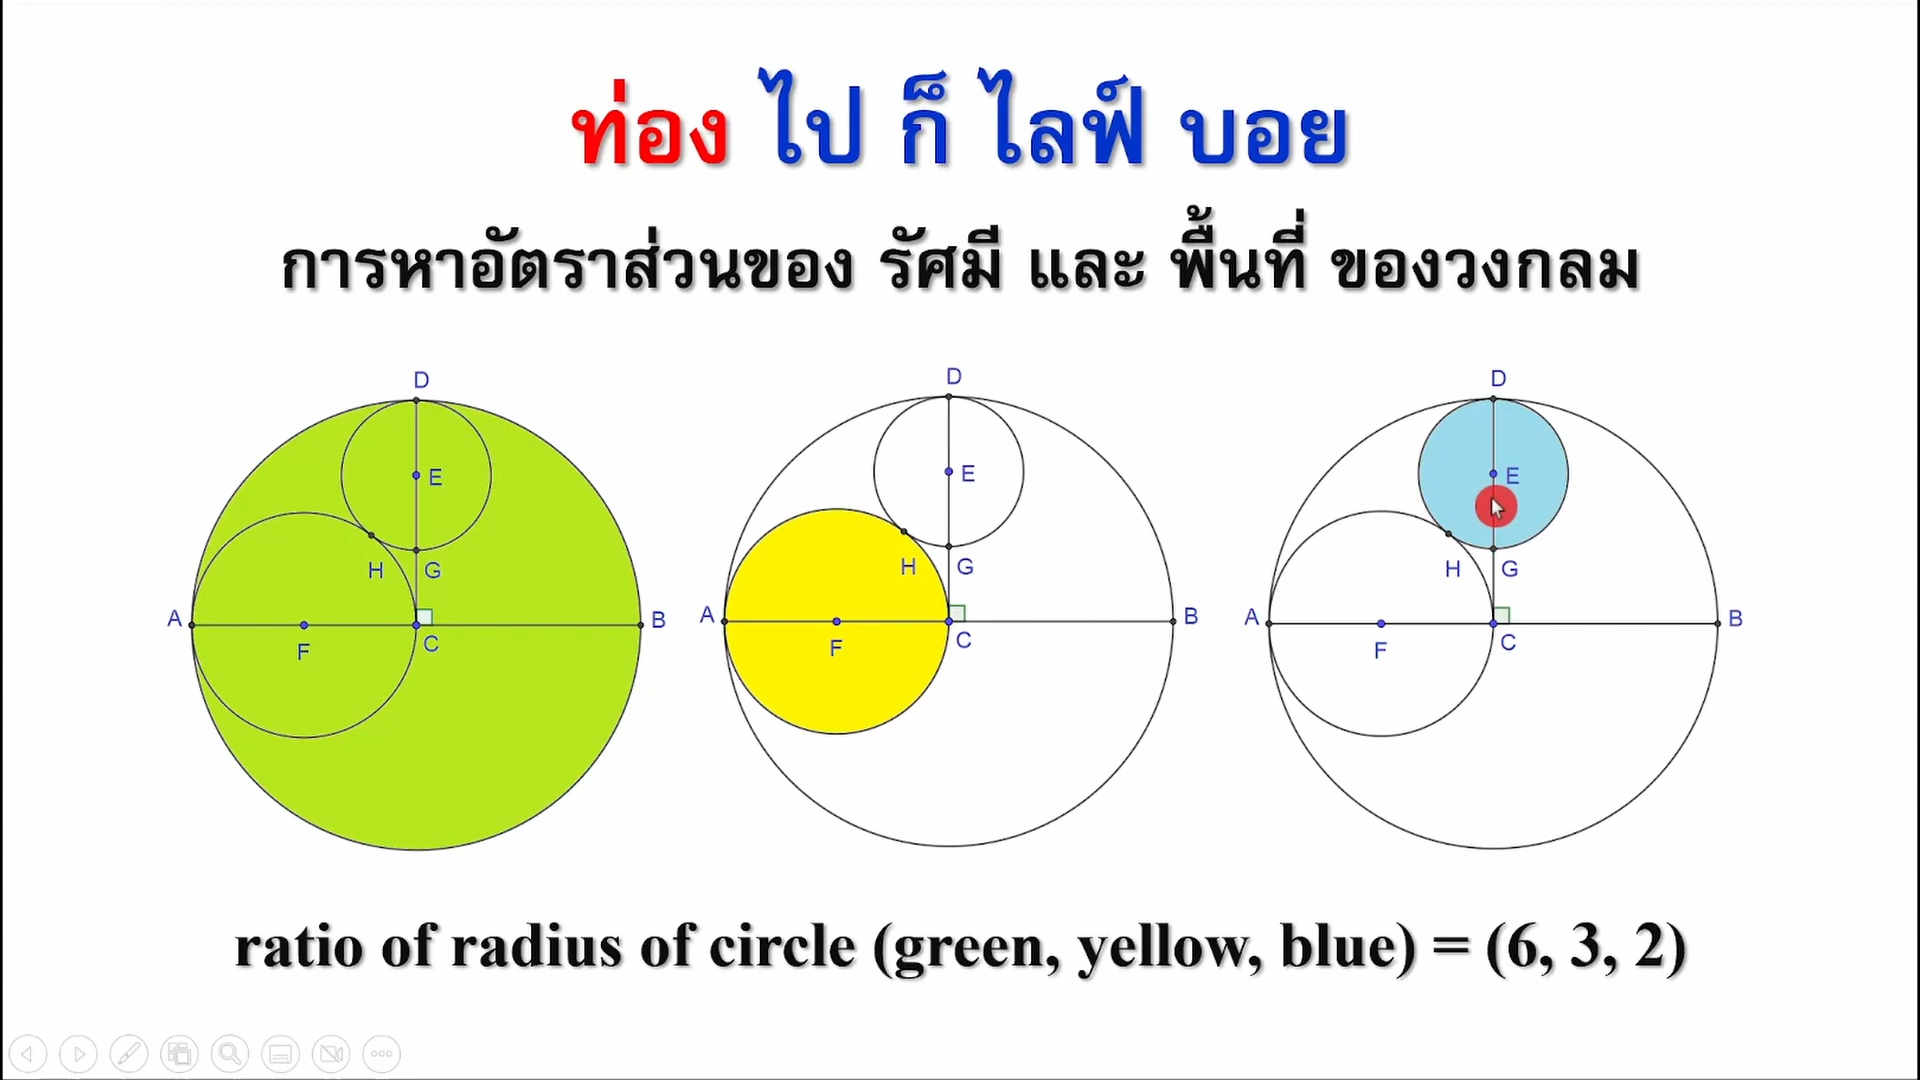 ท่อง ไป ก็ ไลฟ์ บอย
การหาอัตราส่วนของ รัศมี และ พื้นที่ ของวงกลม
D D D
E E E
H G H G H G
A B A B A B
F C F C F C
ratio of radius of circle (green, yellow, blue) = (6, 3, 2)